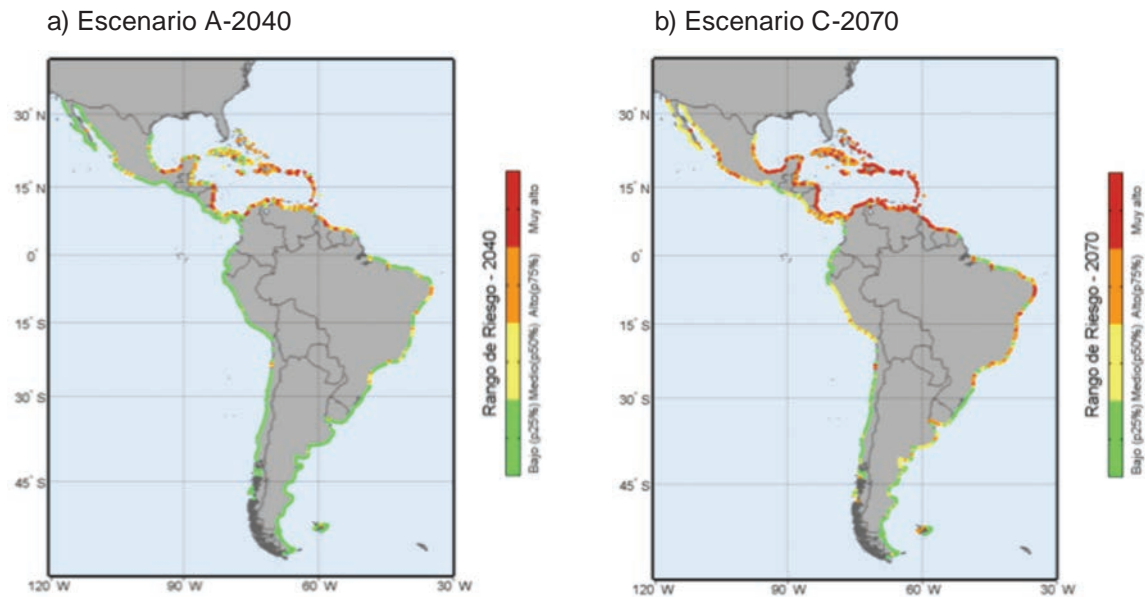 a) Escenario A-2040
b) Escenario C-2070
30° N
15° N
0°
15° S
30° S
45° S
120 W
90 W
60 W
30 W
Rango de Riesgo - 2040
Bajo (p25%) Medio(p50%) Alto(p75%) Muy alto
30° N
15° N
0°
15° S
30° S
45° S
120 W
90 W
60 W
30 W
Rango de Riesgo - 2070
Bajo (p25%) Medio(p50%) Alto(p75%) Muy alto